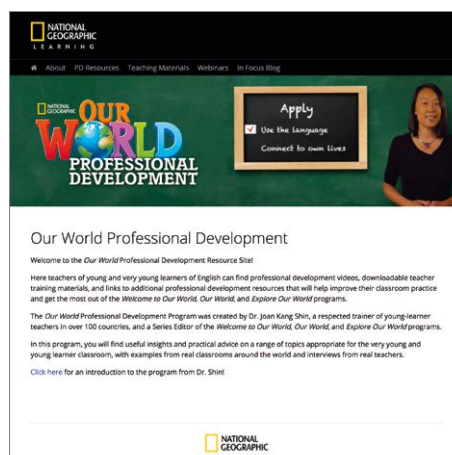 NATIONAL
GEOGRAPHIC
LEARNING
About PD Resources Teaching Materials Webinars In Focus Blog
NATIONAL
GEOGRAPHIC
OUR
WORLD
PROFESSIONAL
DEVELOPMENT
Apply
Use the language
Connect to own lives
Our World Professional Development
Welcome to the Our World Professional Development Resource Site!
Here teachers of young and very young learners of English can find professional development videos, downloadable teacher
training materials, and links to additional professional development resources that will help improve their classroom practice
and get the most out of the Welcome to Our World, Our World, and Explore Our World programs.
The Our World Professional Development Program was created by Dr. Joan Kang Shin, a respected trainer of young-learner
teachers in over 100 countries, and a Series Editor of the Welcome to Our World, Our World, and Explore Our World programs.
In this program, you will find useful insights and practical advice on a range of topics appropriate for the very young and
young learner classroom, with examples from real classrooms around the world and interviews from real teachers.
Click here for an introduction to the program from Dr. Shin!
NATIONAL
GEOGRAPHIC